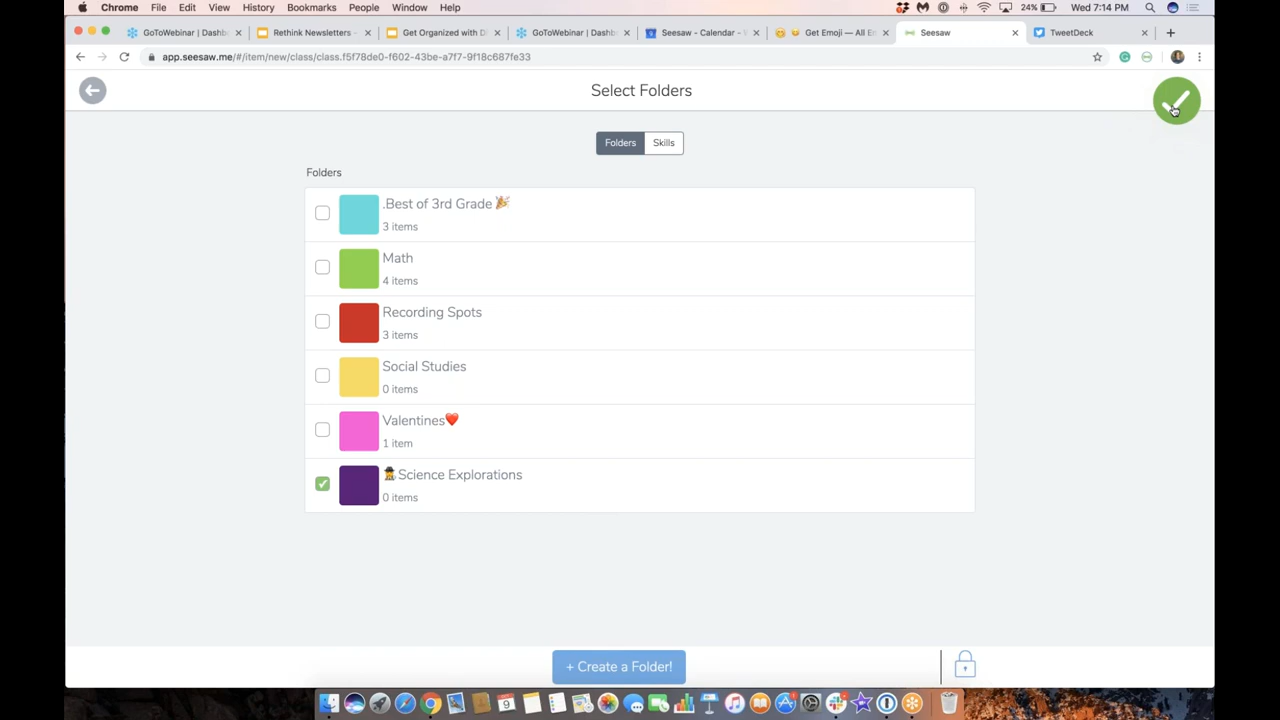 Chrome File Edit View History Bookmarks People Window Help 24% Wed 7:14 PM
GoToWebinar | Dashb Rethink Newsletters - Get Organized with Di GoToWebinar | Dashb Seesaw - Calendar - Get Emoji — All E Seesaw TweetDeck
app.seesaw.me/#/item/new/class/class.f5f78de0-f602-43be-a7f7-9f18c687fe33
Select Folders
Folders Skills
Folders
.Best of 3rd Grade 🎉
3 items
Math
4 items
Recording Spots
3 items
Social Studies
0 items
Valentines❤️
1 item
🕵️Science Explorations
0 items
+ Create a Folder!